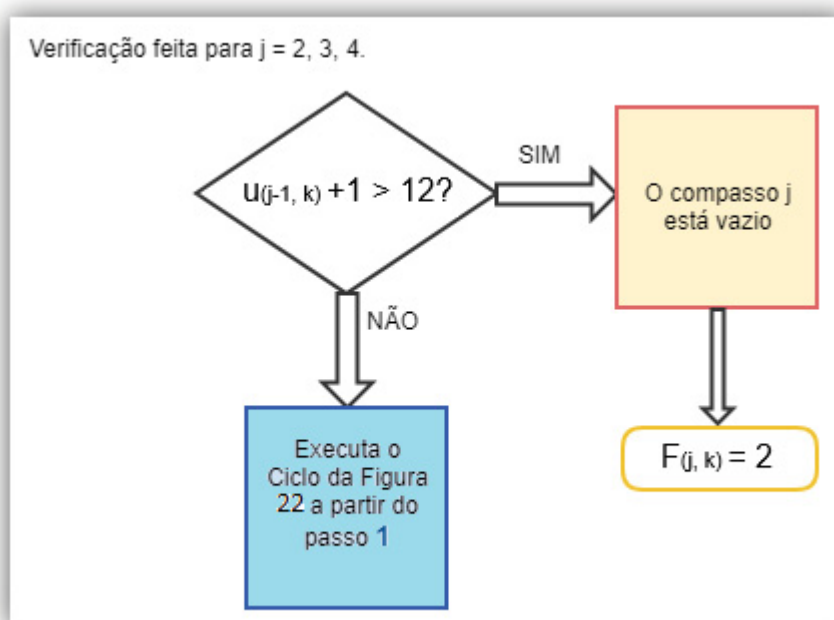 Verificação feita para j = 2, 3, 4.
u(j-1, k) +1 > 12?
SIM
O compasso j
está vazio
NÃO
Executa o
Ciclo da Figura
22 a partir do
passo 1
F(j, k) = 2